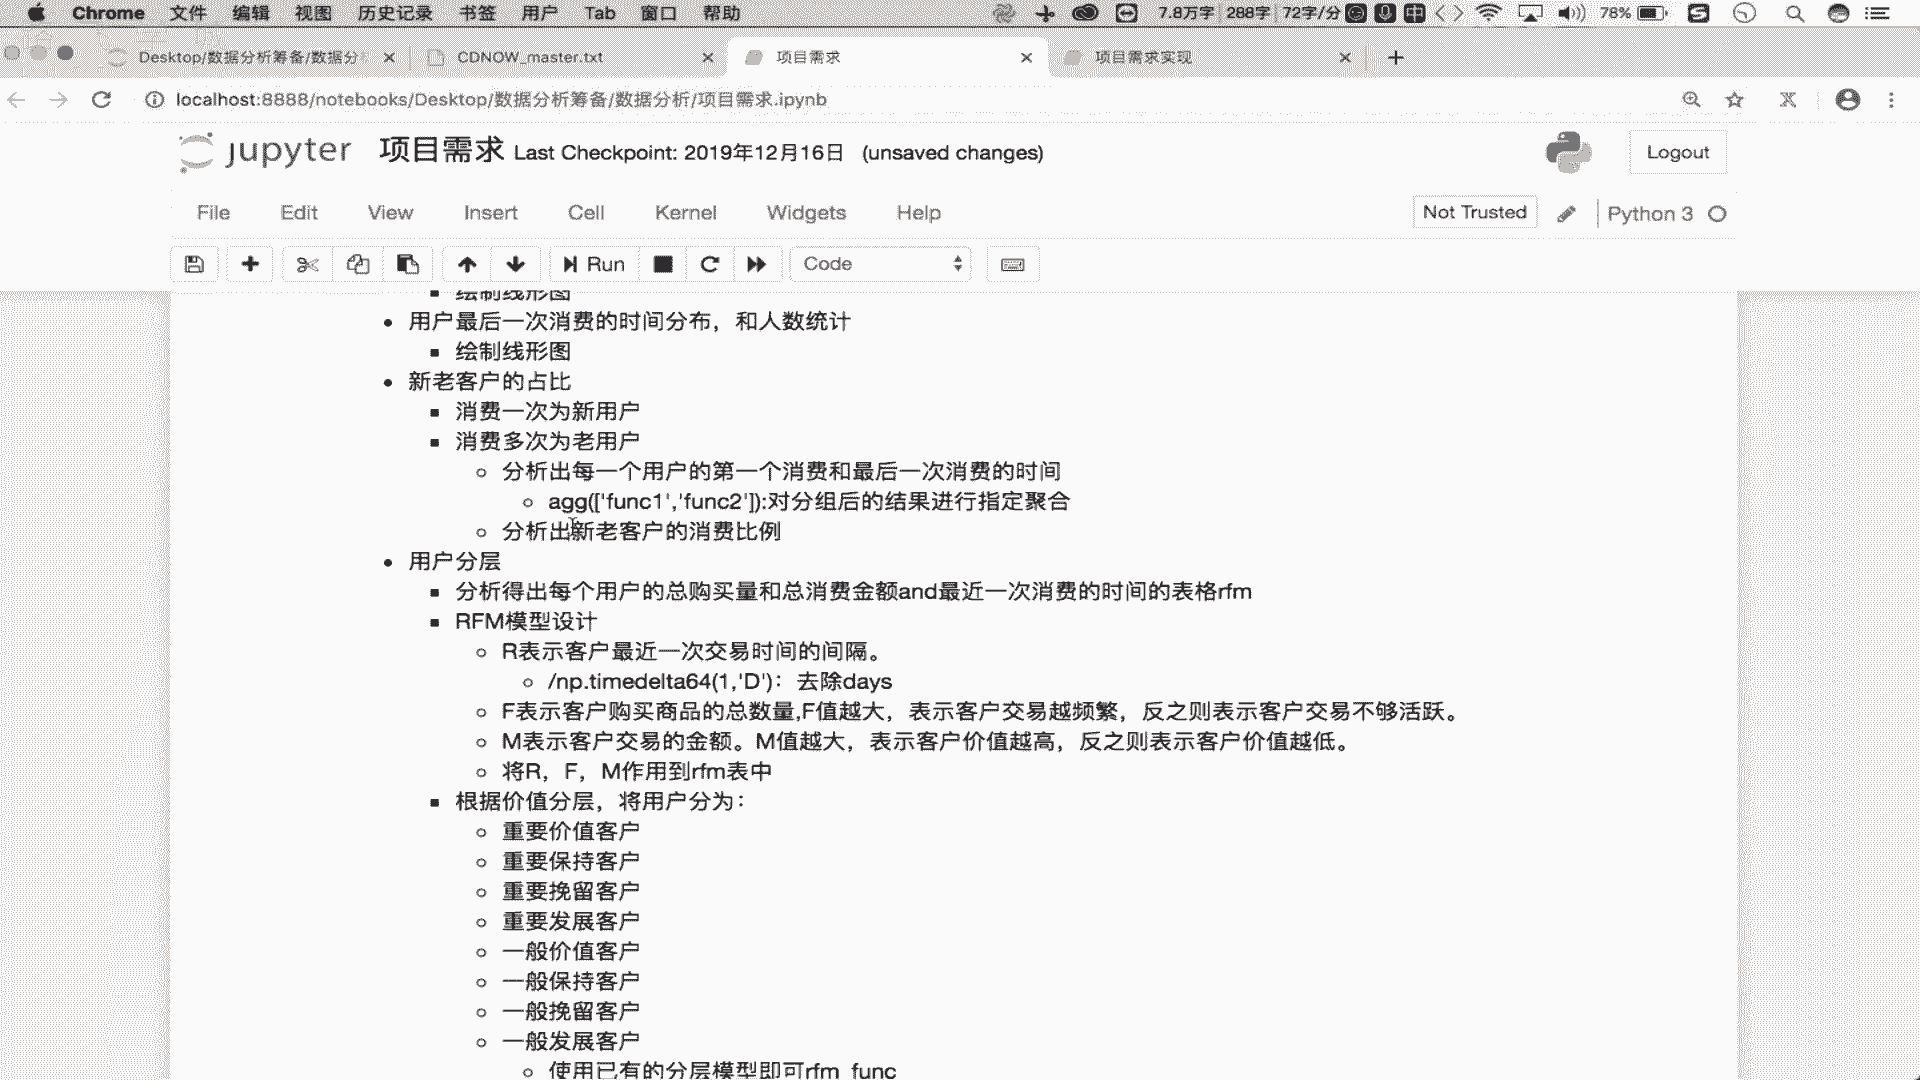 Chrome 文件 编辑 视图 历史记录 书签 用户 Tab 窗口 帮助 7.8万字 288字 72字/分 中 78%
Desktop/数据分析筹备/数据分 CDNOW_master.txt 项目需求 项目需求实现
localhost:8888/notebooks/Desktop/数据分析筹备/数据分析/项目需求.ipynb
jupyter 项目需求 Last Checkpoint: 2019年12月16日 (unsaved changes) Logout
File Edit View Insert Cell Kernel Widgets Help Not Trusted Python 3
Run Code
绘制线形图
用户最后一次消费的时间分布，和人数统计
绘制线形图
新老客户的占比
消费一次为新用户
消费多次为老用户
分析出每一个用户的第一个消费和最后一次消费的时间
agg(['func1','func2']):对分组后的结果进行指定聚合
分析出新老客户的消费比例
用户分层
分析得出每个用户的总购买量和总消费金额and最近一次消费的时间的表格rfm
RFM模型设计
R表示客户最近一次交易时间的间隔。
/np.timedelta64(1,'D')：去除days
F表示客户购买商品的总数量,F值越大，表示客户交易越频繁，反之则表示客户交易不够活跃。
M表示客户交易的金额。M值越大，表示客户价值越高，反之则表示客户价值越低。
将R，F，M作用到rfm表中
根据价值分层，将用户分为：
重要价值客户
重要保持客户
重要挽留客户
重要发展客户
一般价值客户
一般保持客户
一般挽留客户
一般发展客户
使用已有的分层模型即可rfm_func